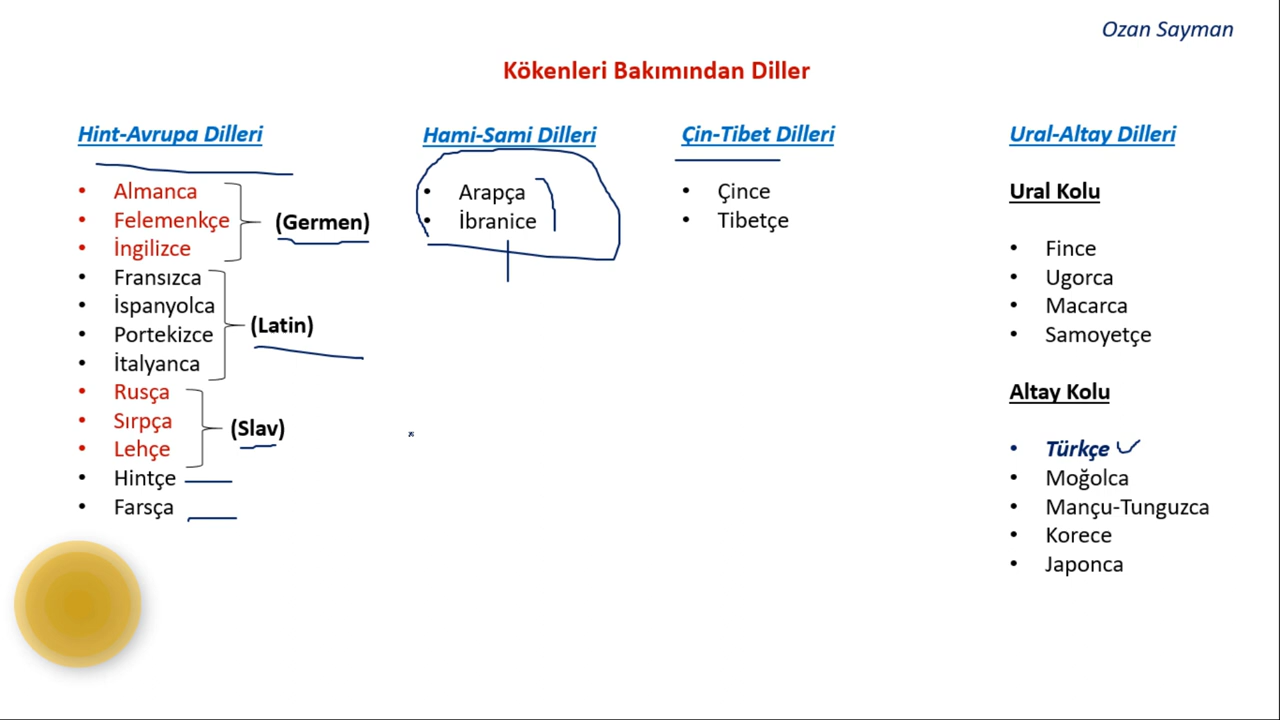 Ozan Sayman
Kökenleri Bakımından Diller
Hint-Avrupa Dilleri
• Almanca
• Felemenkçe
• İngilizce
(Germen)
• Fransızca
• İspanyolca
• Portekizce
• İtalyanca
(Latin)
• Rusça
• Sırpça
• Lehçe
(Slav)
• Hintçe
• Farsça
Hami-Sami Dilleri
• Arapça
• İbranice
Çin-Tibet Dilleri
• Çince
• Tibetçe
Ural-Altay Dilleri
Ural Kolu
• Fince
• Ugorca
• Macarca
• Samoyetçe
Altay Kolu
• Türkçe
• Moğolca
• Mançu-Tunguzca
• Korece
• Japonca